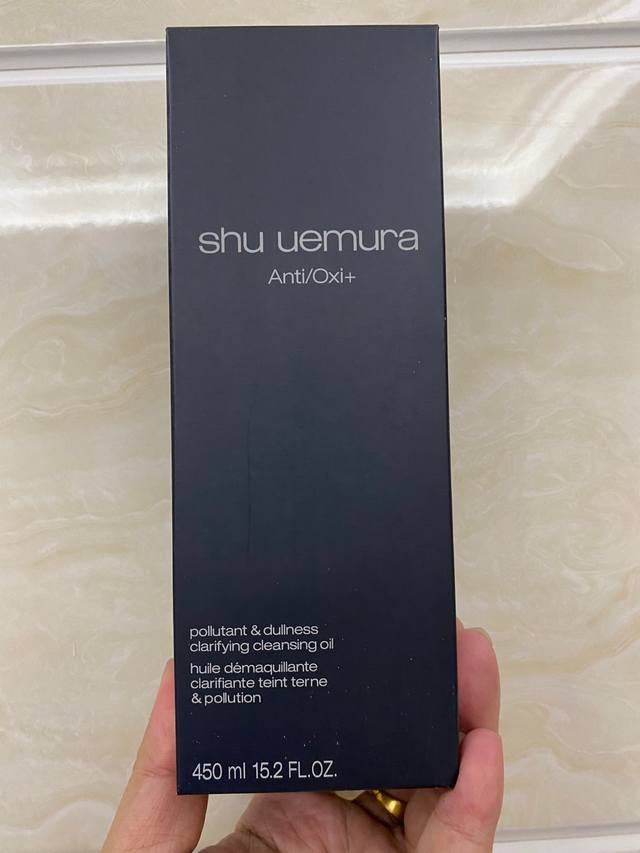 shu uemura
Anti/Oxi+
pollutant & dullness
clarifying cleansing oil
huile démaquillante
clarifiante teint terne
& pollution
450 ml 15.2 FL.OZ.